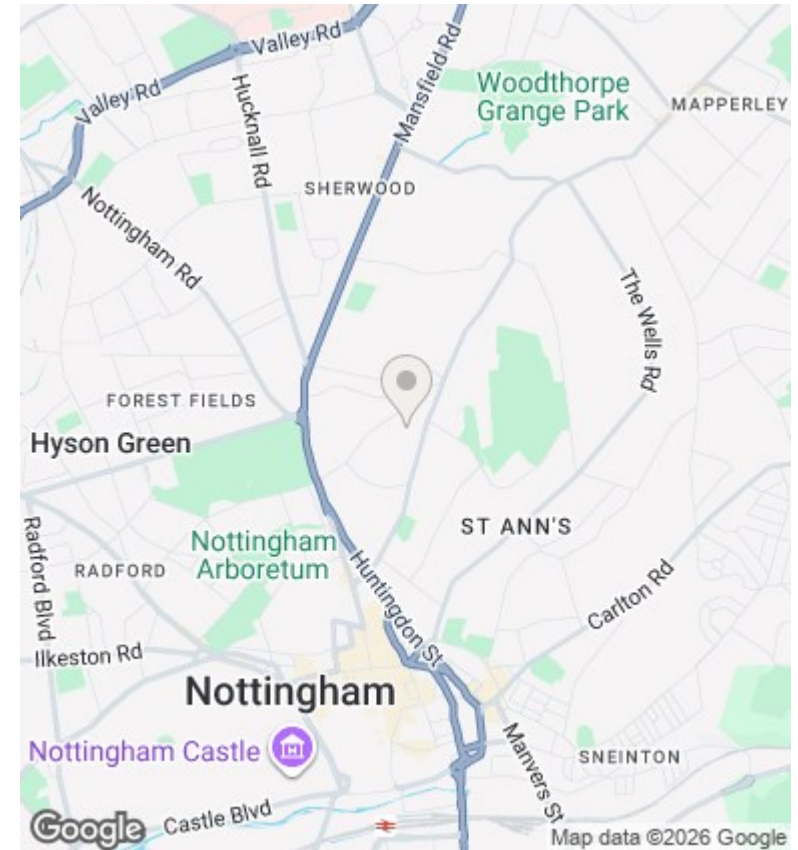 Valley Rd
Valley Rd
Hucknall Rd
Mansfield Rd
Woodthorpe
Grange Park
MAPPERLEY
SHERWOOD
Nottingham Rd
The Wells Rd
FOREST FIELDS
Hyson Green
ST ANN'S
Nottingham
Arboretum
Huntingdon St
RADFORD
Radford Blvd
Carlton Rd
Ilkeston Rd
Nottingham
Nottingham Castle
Manvers St
SNEINTON
Castle Blvd
Google
Map data ©2026 Google